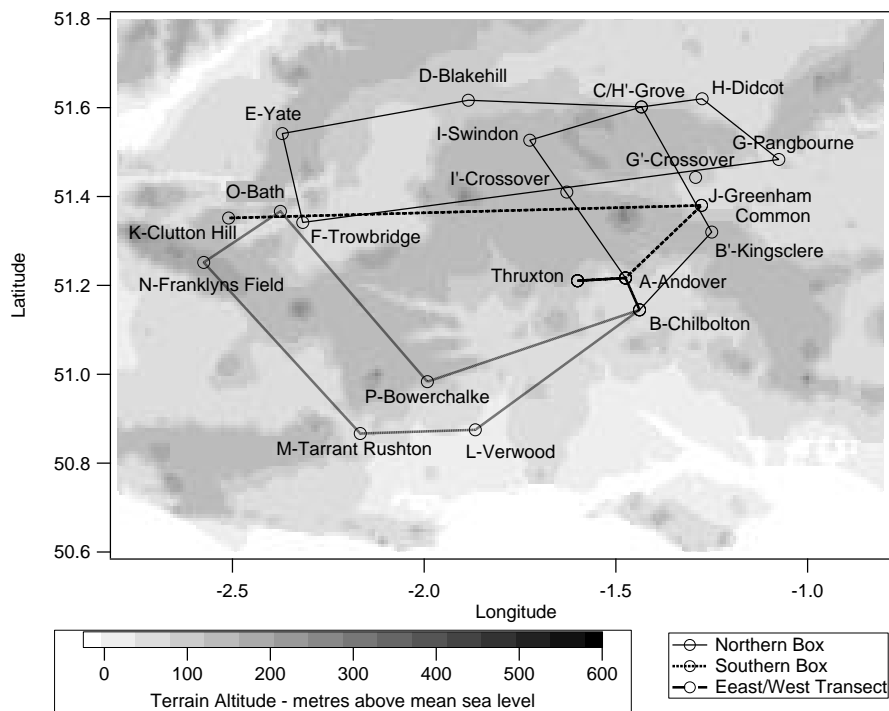 51.8
51.6
51.4
51.2
51.0
50.8
50.6
Latitude
D-Blakehill
C/H'-Grove
H-Didcot
E-Yate
I-Swindon
G-Pangbourne
G'-Crossover
I'-Crossover
O-Bath
J-Greenham
Common
K-Clutton Hill
F-Trowbridge
B'-Kingsclere
N-Franklyns Field
Thruxton
A-Andover
B-Chilbolton
P-Bowerchalke
M-Tarrant Rushton
L-Verwood
-2.5
-2.0
-1.5
-1.0
Longitude
0
100
200
300
400
500
600
Terrain Altitude - metres above mean sea level
Northern Box
Southern Box
Eeast/West Transect